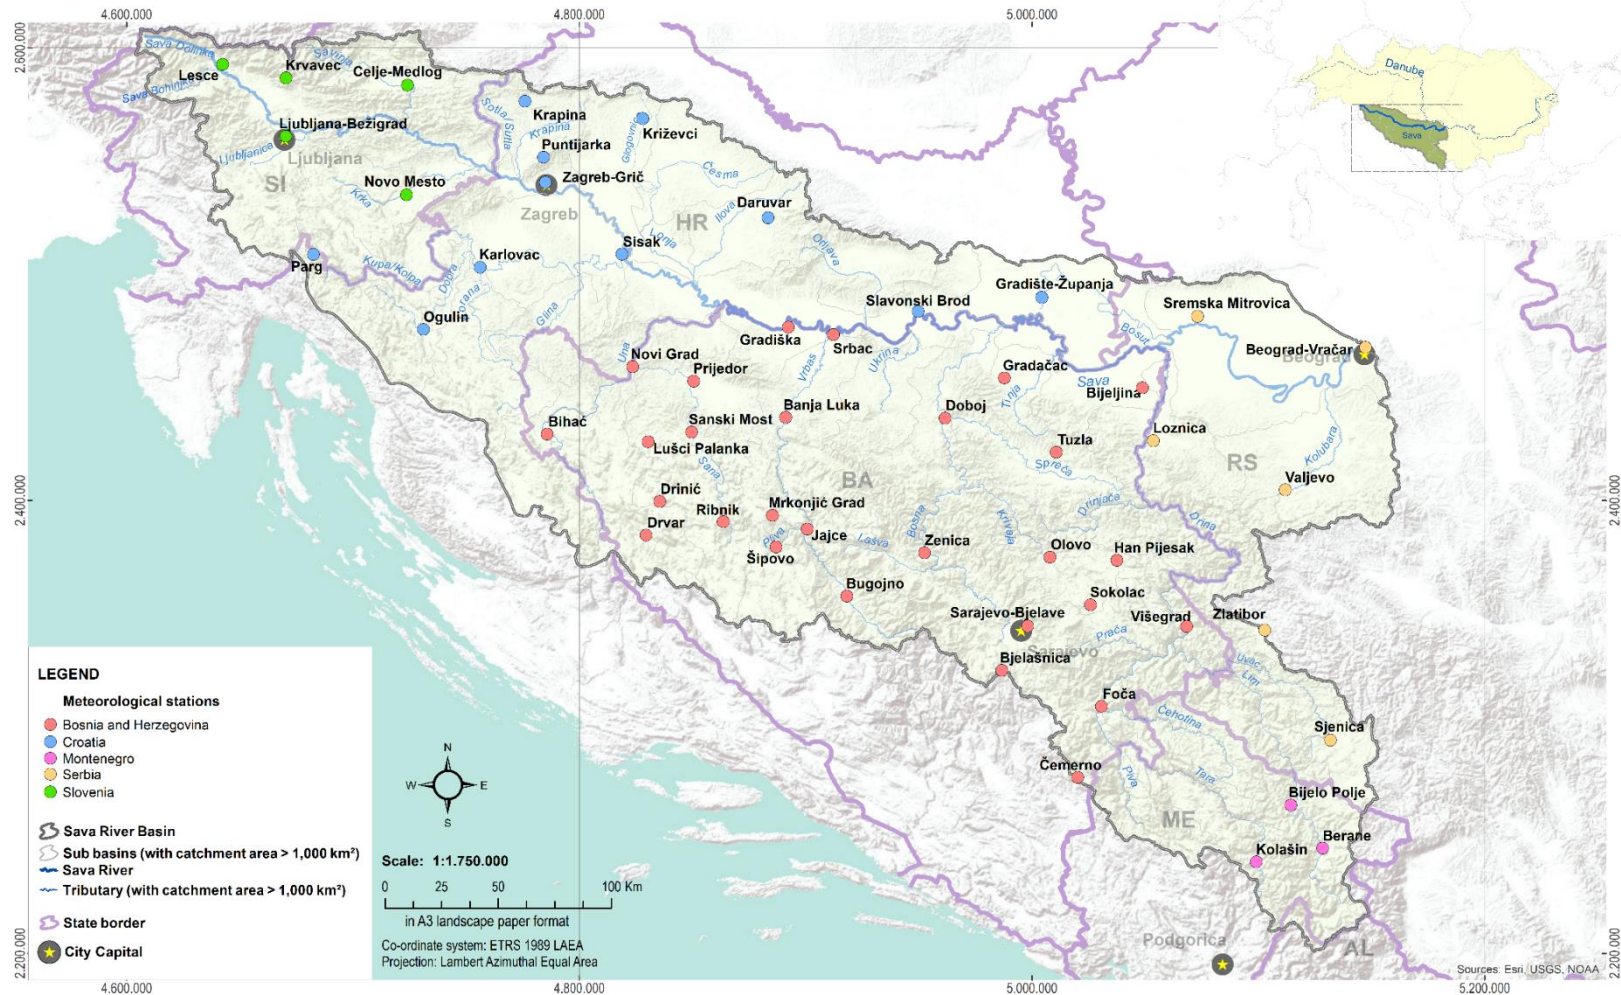 4.600.000
4.800.000
5.000.000
2.600.000
Danube
Sava
Sava Dolinka
Lesce
Krvavec
Savinja
Celje-Medlog
Sava Bohinjka
Sotla/Sutla
Krapina
Krapina
Križevci
Glogovnica
Ljubljana-Bežigrad
Ljubljanica
Ljubljana
Puntijarka
SI
Novo Mesto
Krka
Zagreb-Grič
Zagreb
Česma
HR
Daruvar
Ilova
Lonja
Orljava
Sisak
Parg
Kupa/Kolpa
Dobra
Karlovac
Korana
Glina
Ogulin
Gradište-Županja
Slavonski Brod
Sremska Mitrovica
Bosut
Gradiška
Srbac
Vrbas
Ukrina
Beograd-Vračar
Beograd
Una
Novi Grad
Prijedor
Gradačac
Tinja
Sava
Bijeljina
Bihać
Sanski Most
Banja Luka
Doboj
Lušci Palanka
Tuzla
Loznica
Kolubara
Sana
Spreča
RS
BA
Valjevo
2.400.000
2.400.000
Drinić
Ribnik
Mrkonjić Grad
Drinjača
Drina
Drvar
Pliva
Jajce
Bosna
Krivaja
Šipovo
Lašva
Zenica
Olovo
Han Pijesak
Bugojno
Sokolac
Sarajevo-Bjelave
Višegrad
Zlatibor
Prača
Sarajevo
Bjelašnica
Uvac
Lim
Foča
Ćehotina
Sjenica
Čemerno
Piva
Tara
Bijelo Polje
ME
Berane
Kolašin
Podgorica
AL
LEGEND
Meteorological stations
Bosnia and Herzegovina
Croatia
Montenegro
Serbia
Slovenia
Sava River Basin
Sub basins (with catchment area > 1,000 km²)
Sava River
Tributary (with catchment area > 1,000 km²)
State border
City Capital
N
W
E
S
Scale: 1:1.750.000
0 25 50 100 Km
in A3 landscape paper format
Co-ordinate system: ETRS 1989 LAEA
Projection: Lambert Azimuthal Equal Area
Sources: Esri, USGS, NOAA
2.200.000
2.200.000
4.600.000
4.800.000
5.000.000
5.200.000